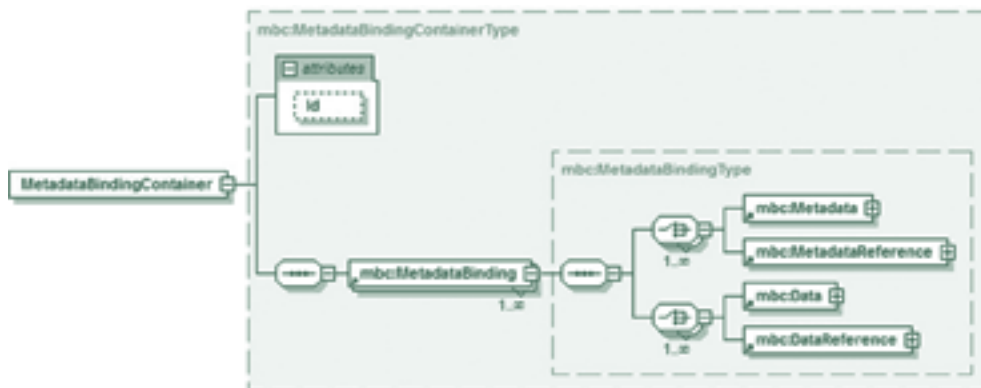 mbc:MetadataBindingContainerType
attributes
Id
MetadataBindingContainer
mbc:MetadataBindingType
mbc:Metadata
1..∞
mbc:MetadataReference
mbc:MetadataBinding
1..∞
mbc:Data
1..∞
mbc:DataReference